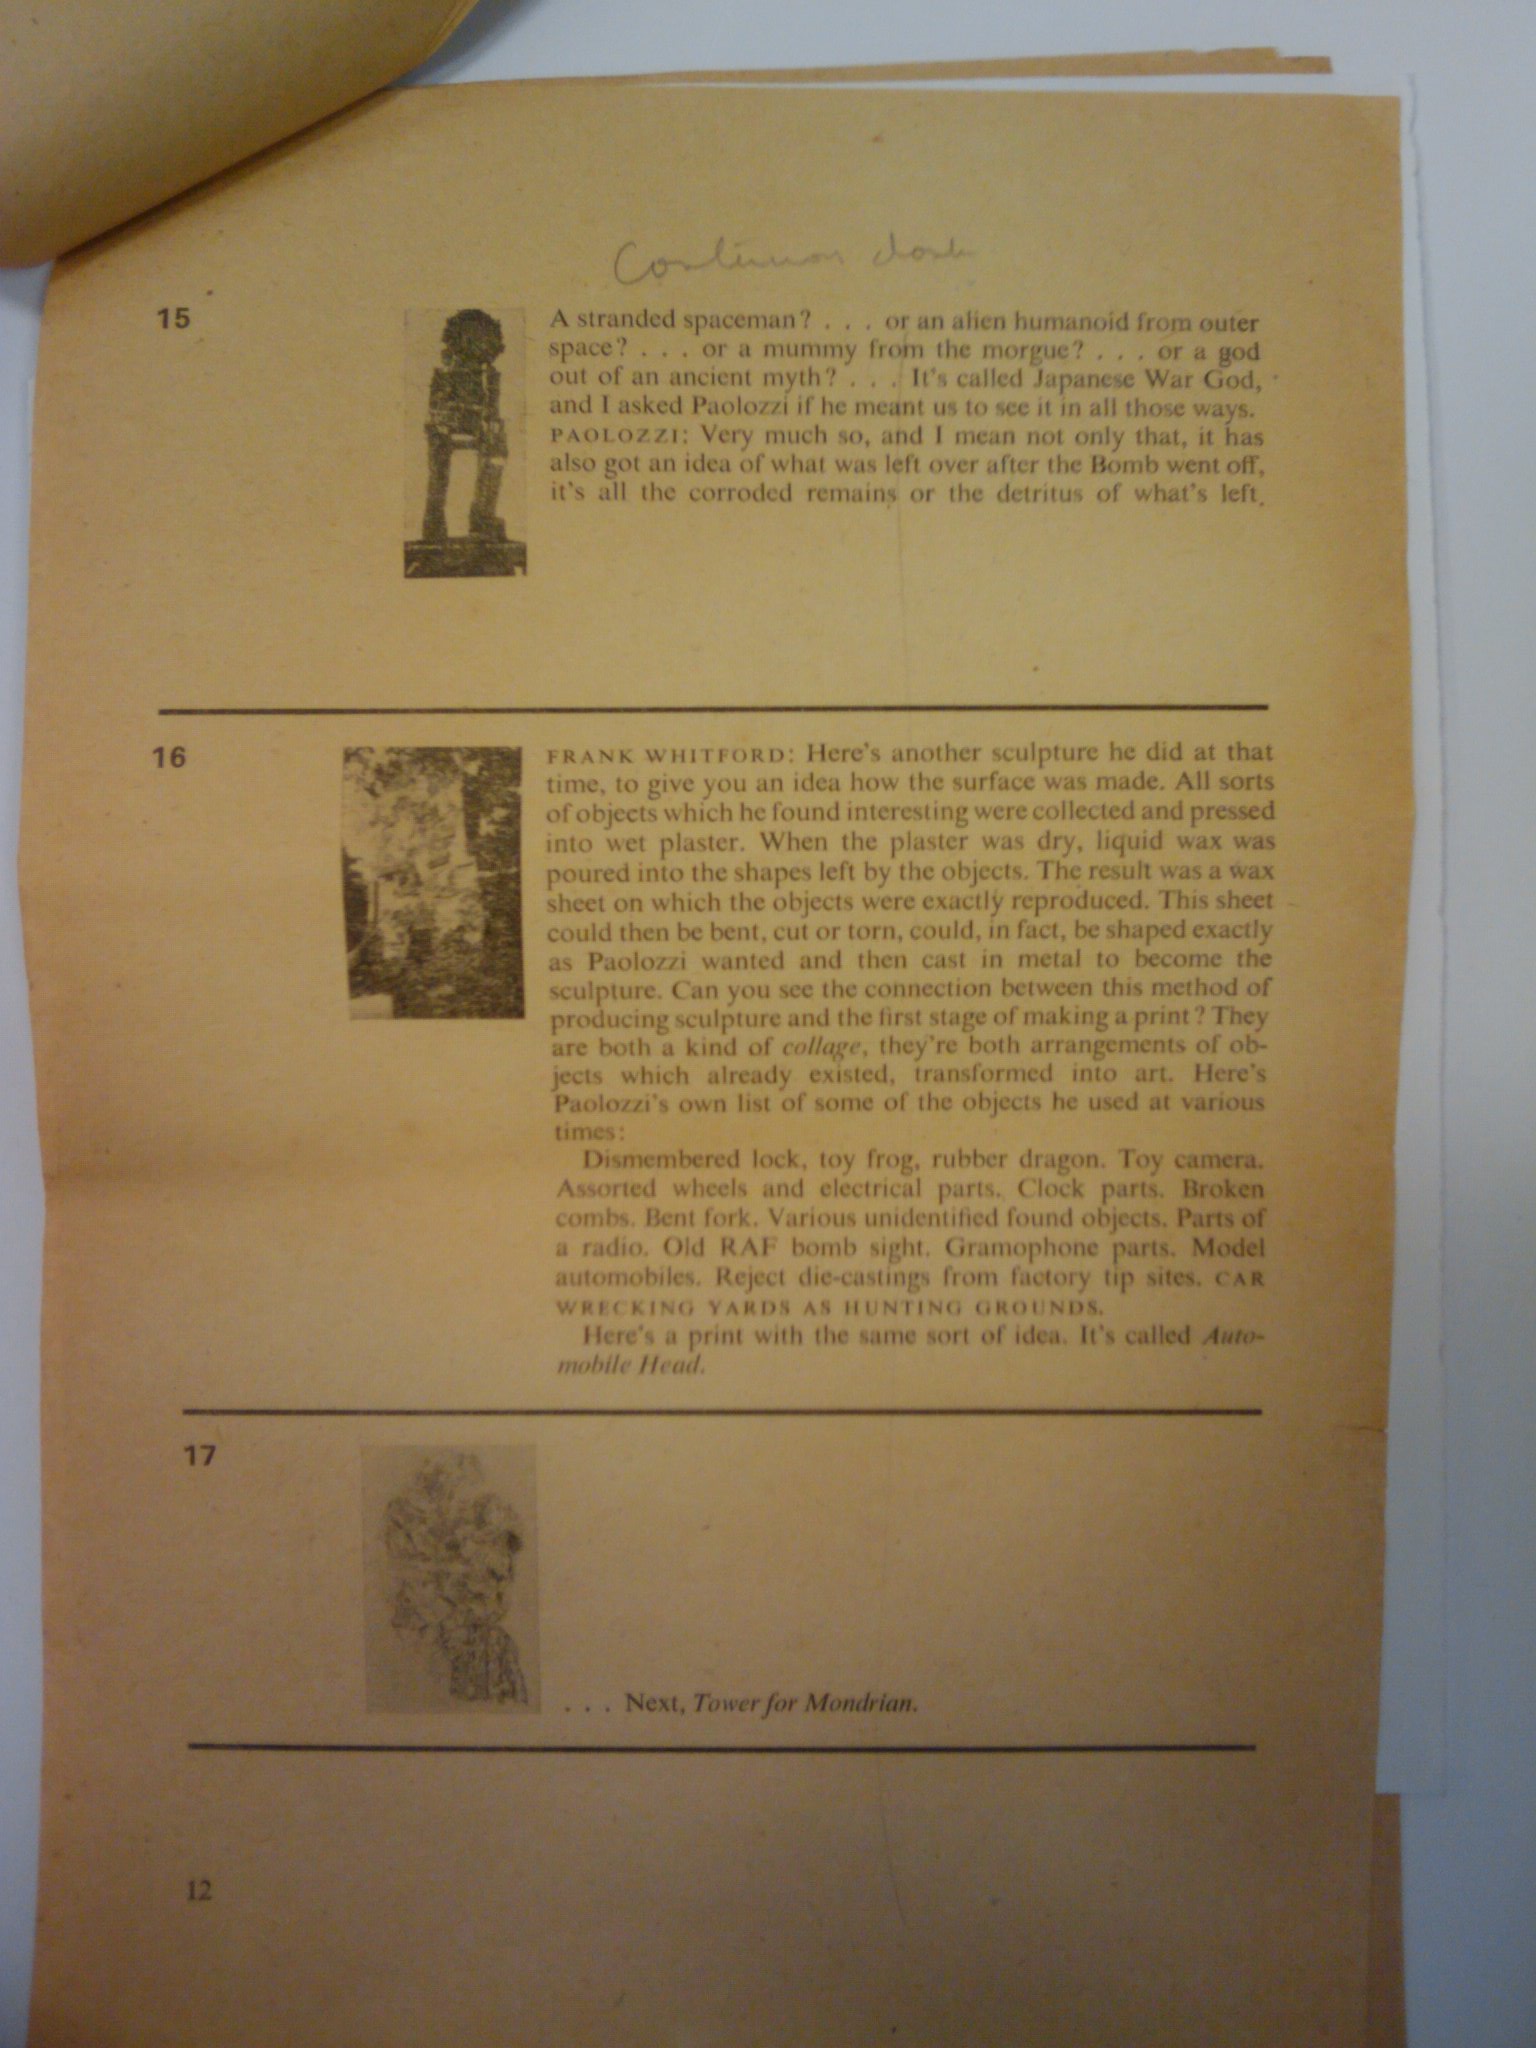 15
A stranded spaceman? . . . or an alien humanoid from outer
space? . . . or a mummy from the morgue? . . . or a god
out of an ancient myth? . . . It's called Japanese War God,
and I asked Paolozzi if he meant us to see it in all those ways.
PAOLOZZI: Very much so, and I mean not only that, it has
also got an idea of what was left over after the Bomb went off,
it's all the corroded remains or the detritus of what's left.
16
FRANK WHITFORD: Here's another sculpture he did at that
time, to give you an idea how the surface was made. All sorts
of objects which he found interesting were collected and pressed
into wet plaster. When the plaster was dry, liquid wax was
poured into the shapes left by the objects. The result was a wax
sheet on which the objects were exactly reproduced. This sheet
could then be bent, cut or torn, could, in fact, be shaped exactly
as Paolozzi wanted and then cast in metal to become the
sculpture. Can you see the connection between this method of
producing sculpture and the first stage of making a print? They
are both a kind of collage, they're both arrangements of ob-
jects which already existed, transformed into art. Here's
Paolozzi's own list of some of the objects he used at various
times:
Dismembered lock, toy frog, rubber dragon. Toy camera.
Assorted wheels and electrical parts. Clock parts. Broken
combs. Bent fork. Various unidentified found objects. Parts of
a radio. Old RAF bomb sight. Gramophone parts. Model
automobiles. Reject die-castings from factory tip sites. CAR
WRECKING YARDS AS HUNTING GROUNDS.
Here's a print with the same sort of idea. It's called Auto-
mobile Head.
17
. . . Next, Tower for Mondrian.
12